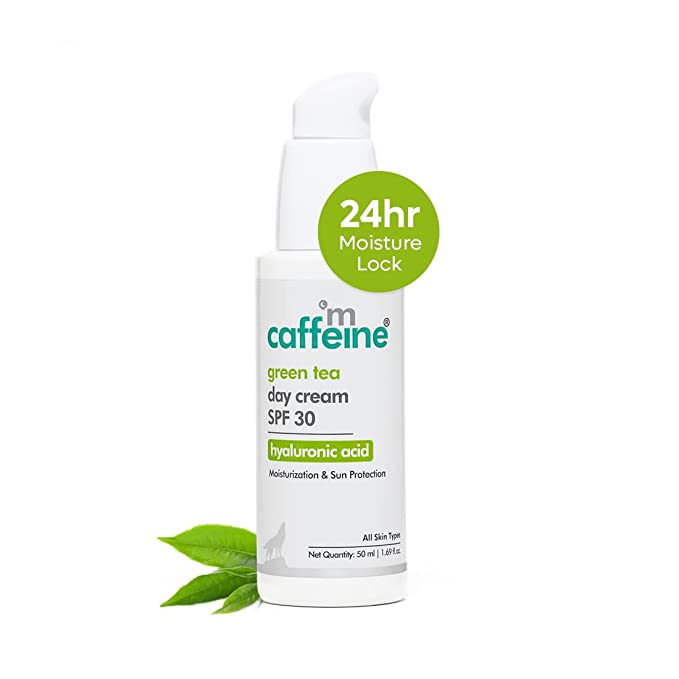 24hr
Moisture
Lock
'm
caffeine®
green tea
day cream
SPF 30
hyaluronic acid
Moisturization & Sun Protection
All Skin Types
Net Quantity: 50 ml | 1.69 fl oz.